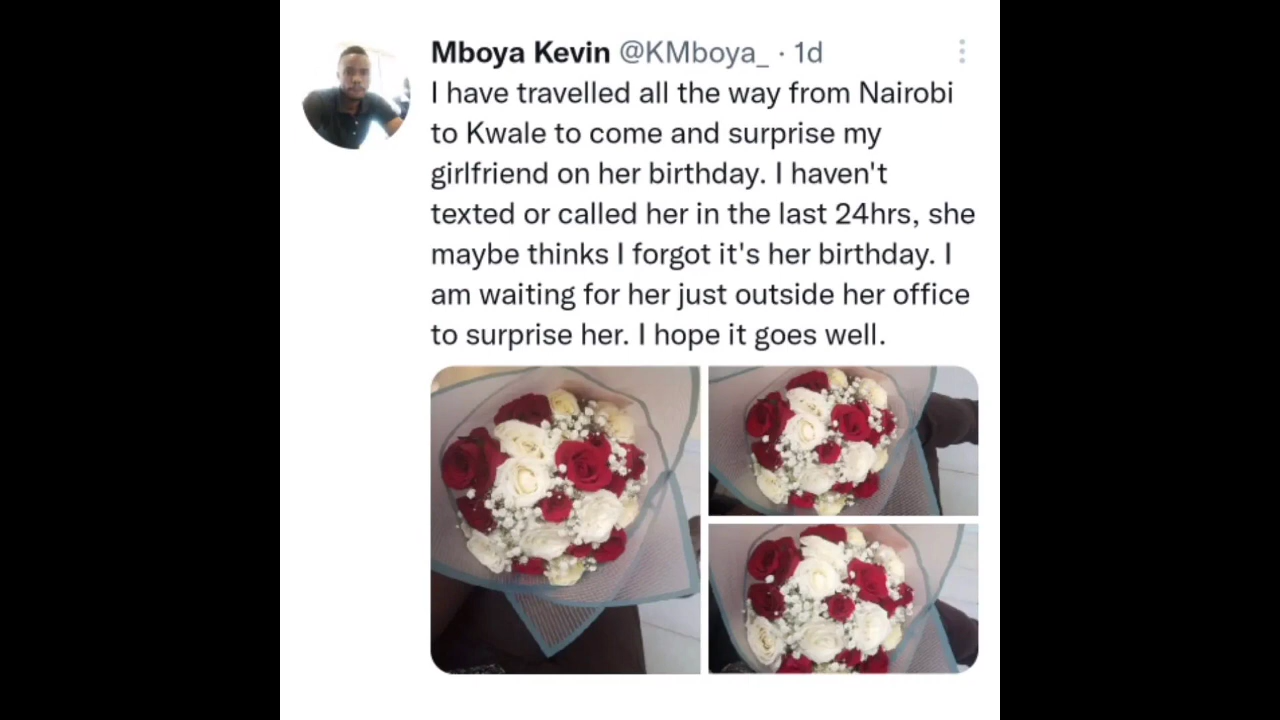 Mboya Kevin @KMboya_ · 1d
I have travelled all the way from Nairobi
to Kwale to come and surprise my
girlfriend on her birthday. I haven't
texted or called her in the last 24hrs, she
maybe thinks I forgot it's her birthday. I
am waiting for her just outside her office
to surprise her. I hope it goes well.